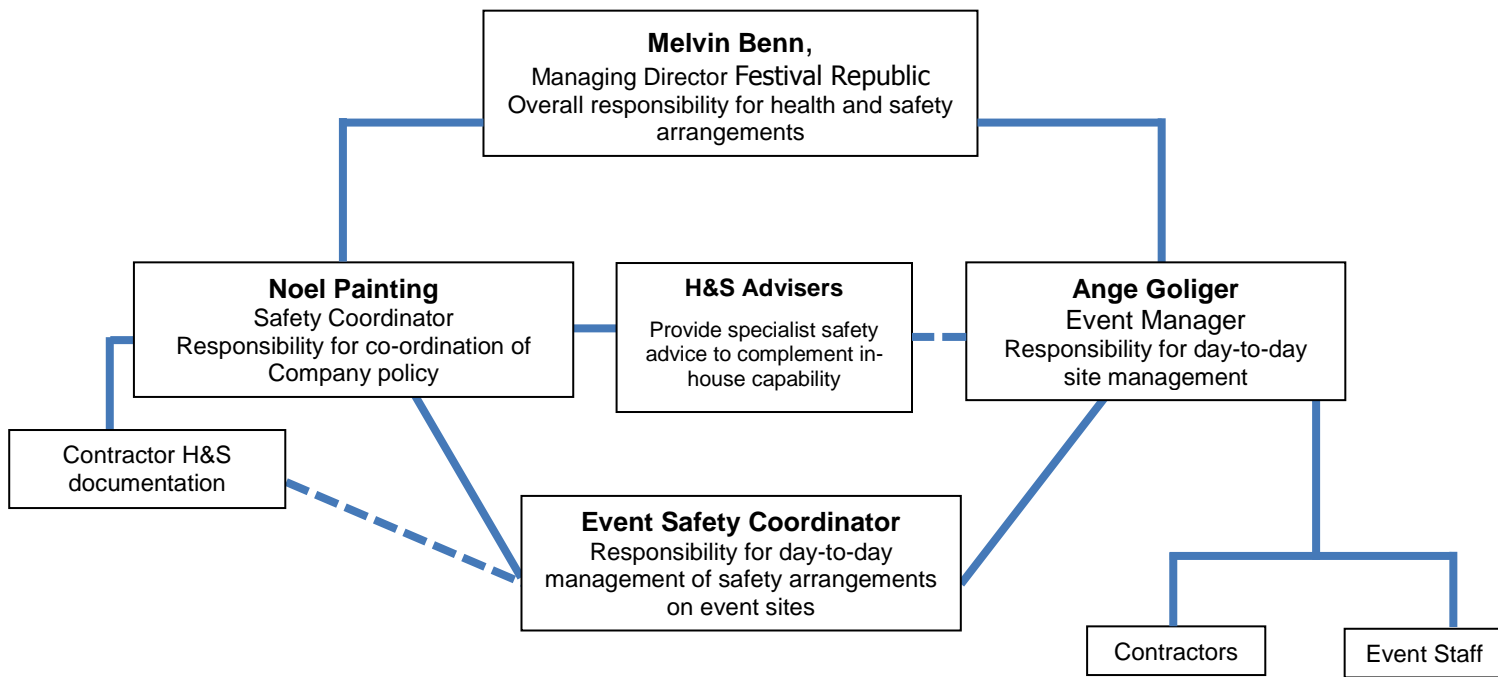 Melvin Benn,
Managing Director Festival Republic
Overall responsibility for health and safety
arrangements
Noel Painting
Safety Coordinator
Responsibility for co-ordination of
Company policy
H&S Advisers
Provide specialist safety
advice to complement in-
house capability
Ange Goliger
Event Manager
Responsibility for day-to-day
site management
Contractor H&S
documentation
Event Safety Coordinator
Responsibility for day-to-day
management of safety arrangements
on event sites
Contractors
Event Staff